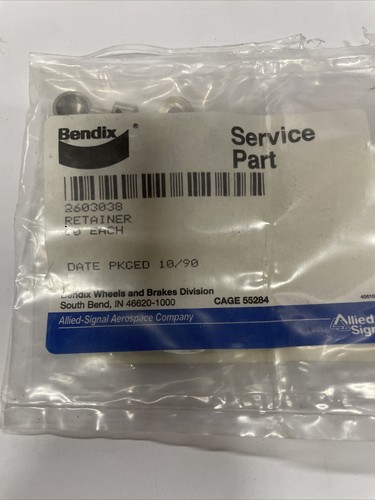 Bendix
®
Service
Part
2603038
RETAINER
10 EACH
DATE PKGED 10/90
Bendix Wheels and Brakes Division
South Bend, IN 46620-1000
CAGE 55284
Allied-Signal Aerospace Company
Allied
Signal